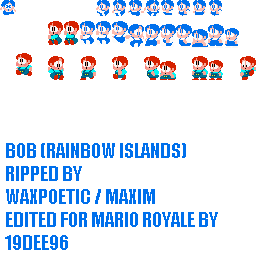 BOB (RAINBOW ISLANDS)
RIPPED BY
WAXPOETIC / MAXIM
EDITED FOR MARIO ROYALE BY
19DEE96